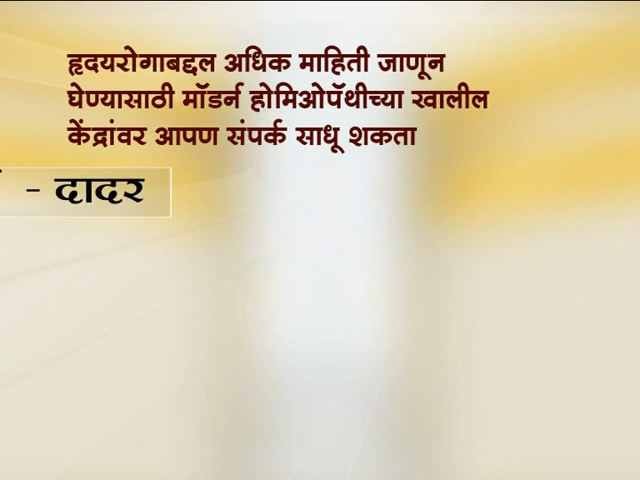 हृदयरोगाबद्दल अधिक माहिती जाणून
घेण्यासाठी मॉडर्न होमिओपॅथीच्या खालील
केंद्रांवर आपण संपर्क साधू शकता
- दादर